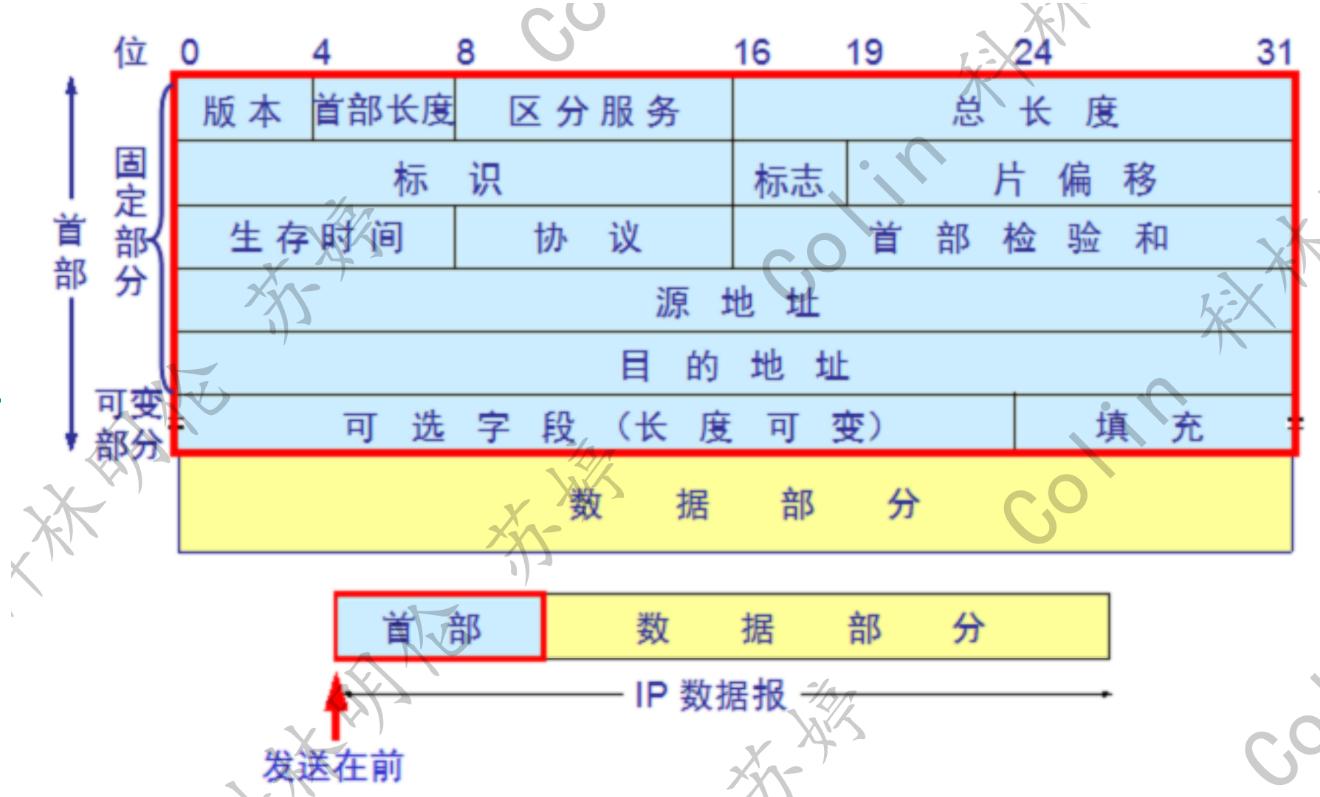 位 0 4 8 16 19 24 31
版本 首部长度 区分服务 总长度
标识 标志 片偏移
生存时间 协议 首部检验和
源地址
目的地址
可选字段（长度可变） 填充
数据部分
首部
固定部分
可变部分
首部 数据部分
IP 数据报
发送在前
Colin 科林明伦 苏婷